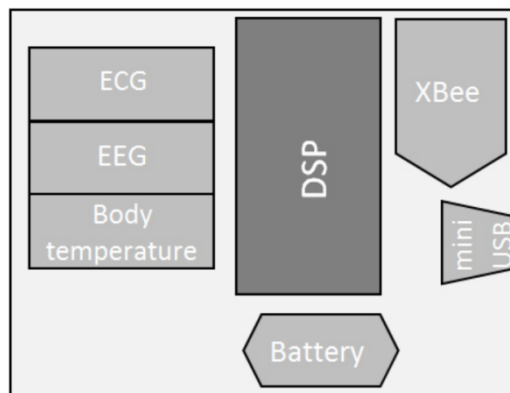 ECG
EEG
Body
temperature
DSP
XBee
mini
USB
Battery